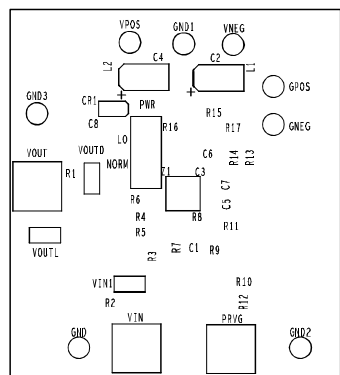 VPOS
GND1
VNEG
L2
C4
C2
L1
GPOS
GND3
CR1
PWR
C8
R15
R16
R17
GNEG
LO
VOUT
VOUTD
NORM
C6
R14
R13
R1
Z1
C3
C7
R6
R4
R8
C5
R5
R11
VOUTL
R3
R7
C1
R9
VIN1
R10
R2
R12
GND
VIN
PRVG
GND2